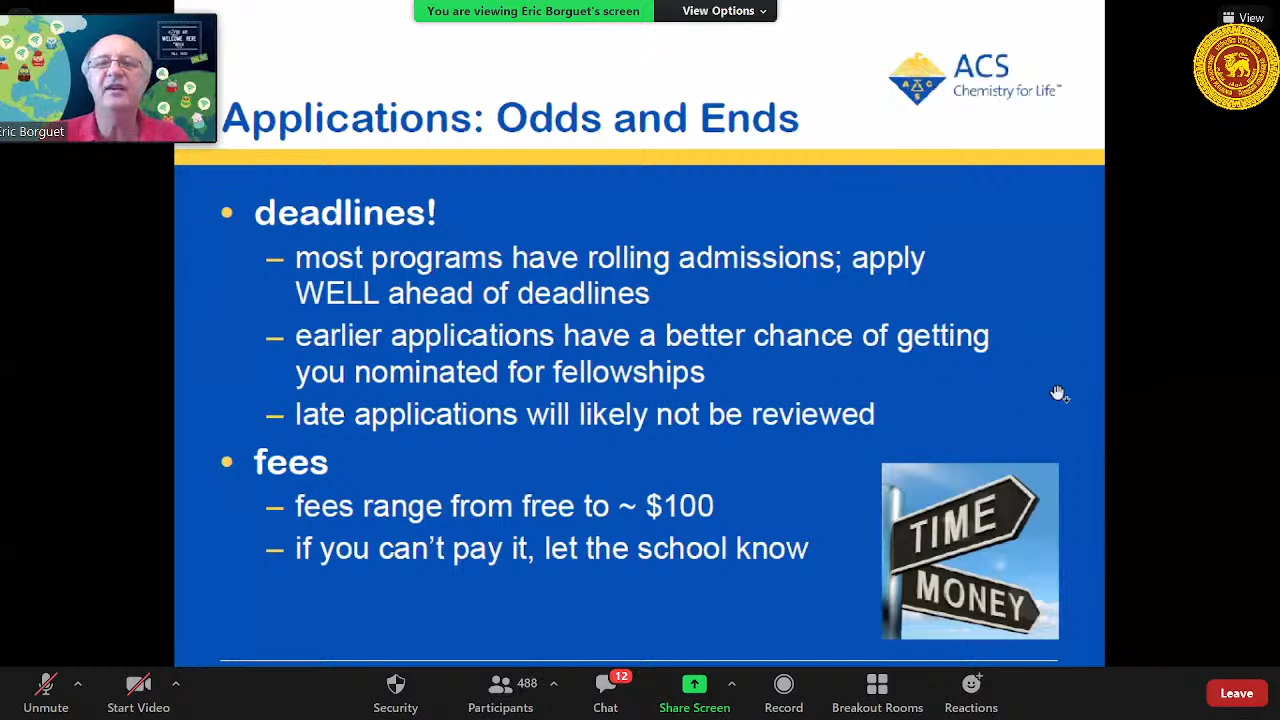 You are viewing Eric Borguet's screen
View Options
View
WELCOME HERE
Eric Borguet
ACS
Chemistry for Life™
A C S
Applications: Odds and Ends
• deadlines!
– most programs have rolling admissions; apply
WELL ahead of deadlines
– earlier applications have a better chance of getting
you nominated for fellowships
– late applications will likely not be reviewed
• fees
– fees range from free to ~ $100
– if you can't pay it, let the school know
TIME
MONEY
Unmute
Start Video
Security
488
Participants
12
Chat
Share Screen
Record
Breakout Rooms
Reactions
Leave